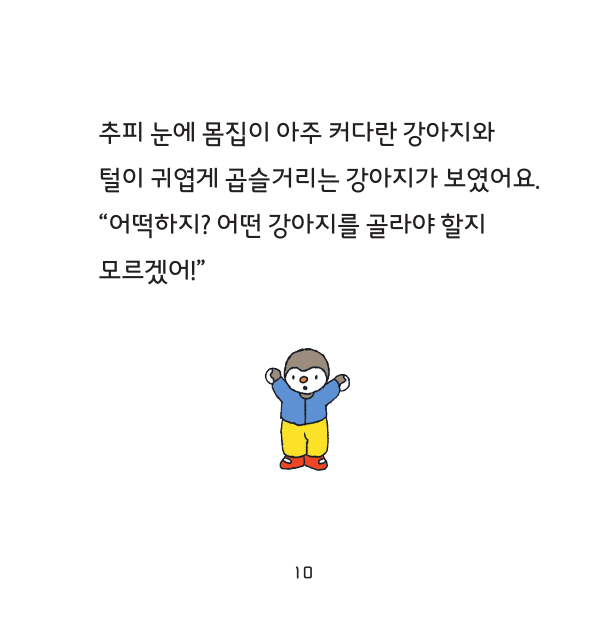 추피 눈에 몸집이 아주 커다란 강아지와
털이 귀엽게 곱슬거리는 강아지가 보였어요.
“어떡하지? 어떤 강아지를 골라야 할지
모르겠어!”
10